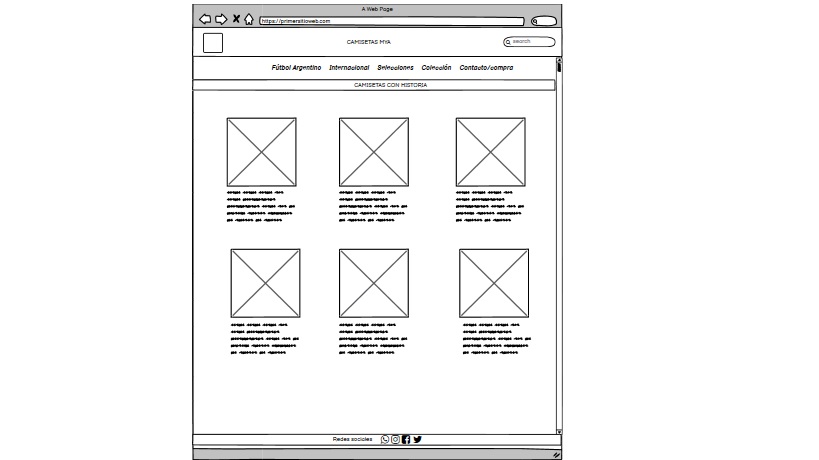 A Web Page
https://primersitioweb.com
CAMISETAS MYA
search
Fútbol Argentino Internacional Selecciones Colección Contacto/compra
CAMISETAS CON HISTORIA
Redes sociales